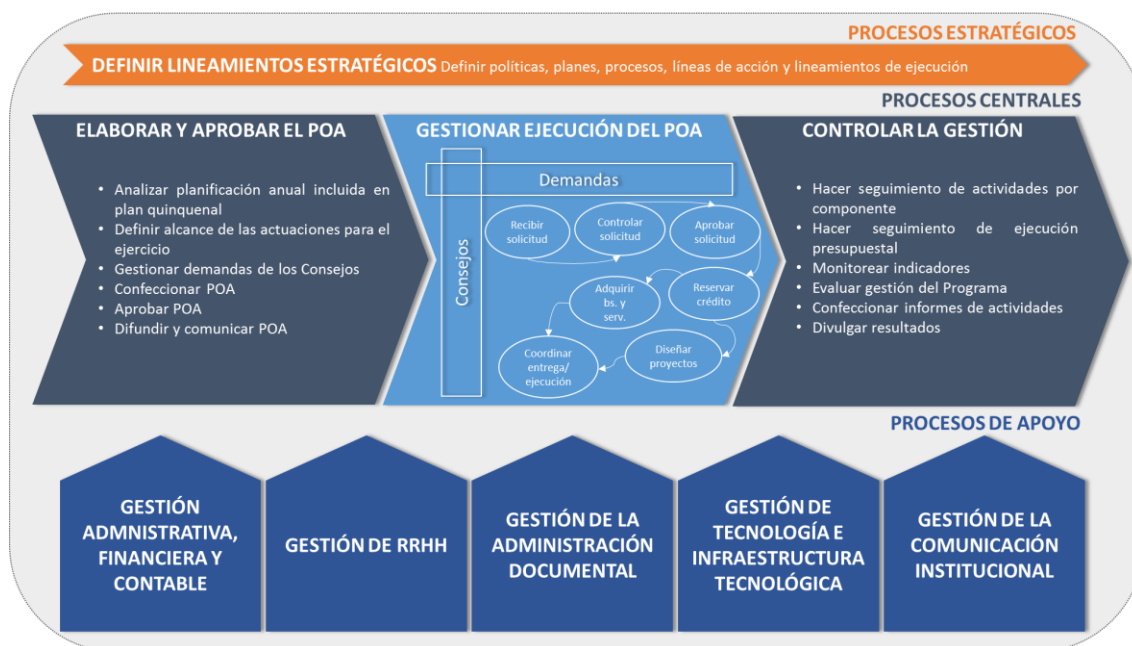 PROCESOS ESTRATÉGICOS
DEFINIR LINEAMIENTOS ESTRATÉGICOS Definir políticas, planes, procesos, líneas de acción y lineamientos de ejecución
PROCESOS CENTRALES
ELABORAR Y APROBAR EL POA
• Analizar planificación anual incluida en
plan quinquenal
• Definir alcance de las actuaciones para el
ejercicio
• Gestionar demandas de los Consejos
• Confeccionar POA
• Aprobar POA
• Difundir y comunicar POA
GESTIONAR EJECUCIÓN DEL POA
Consejos
Demandas
Recibir
solicitud
Controlar
solicitud
Aprobar
solicitud
Adquirir
bs. y
serv.
Reservar
crédito
Coordinar
entrega/
ejecución
Diseñar
proyectos
CONTROLAR LA GESTIÓN
• Hacer seguimiento de actividades por
componente
• Hacer seguimiento de ejecución
presupuestal
• Monitorear indicadores
• Evaluar gestión del Programa
• Confeccionar informes de actividades
• Divulgar resultados
PROCESOS DE APOYO
GESTIÓN
ADMNISTRATIVA,
FINANCIERA Y
CONTABLE
GESTIÓN DE RRHH
GESTIÓN DE LA
ADMINISTRACIÓN
DOCUMENTAL
GESTIÓN DE
TECNOLOGÍA E
INFRAESTRUCTURA
TECNOLÓGICA
GESTIÓN DE LA
COMUNICACIÓN
INSTITUCIONAL